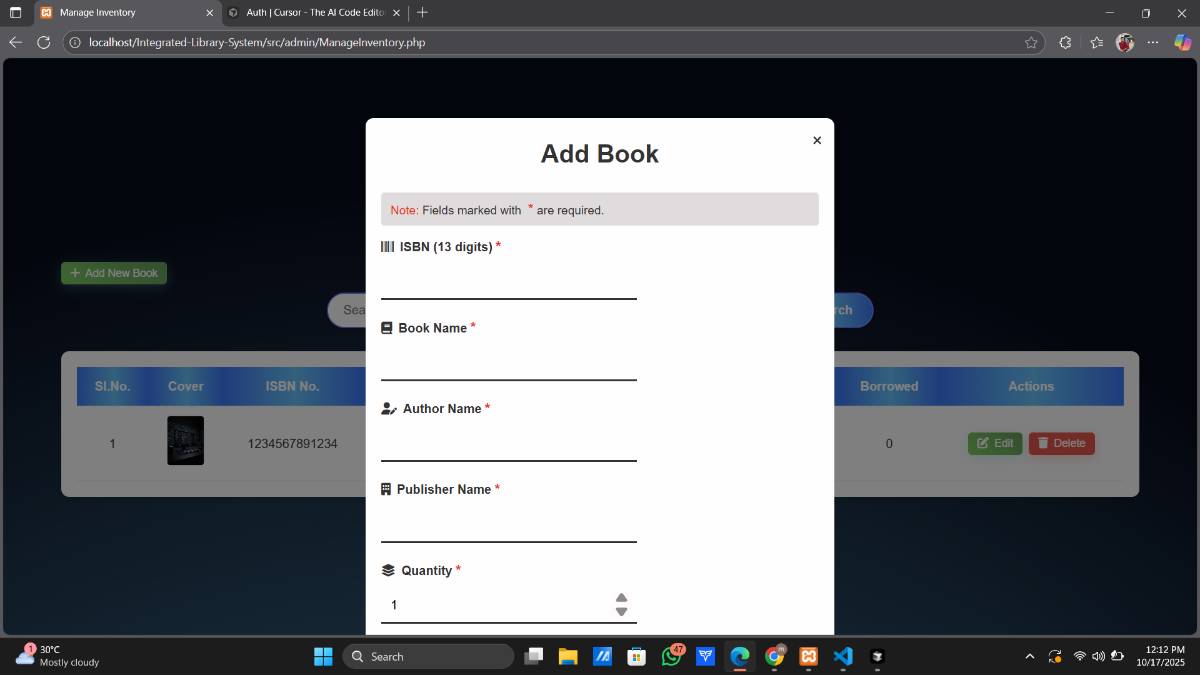 Manage Inventory
Auth | Cursor - The AI Code Edito
localhost/Integrated-Library-System/src/admin/ManageInventory.php
Add Book
Note: Fields marked with * are required.
ISBN (13 digits) *
+ Add New Book
Sea
rch
Book Name *
Sl.No. Cover ISBN No. Borrowed Actions
Author Name *
1 1234567891234 0 Edit Delete
Publisher Name *
Quantity *
1
1
30°C
Mostly cloudy
Search
47
m
12:12 PM
10/17/2025